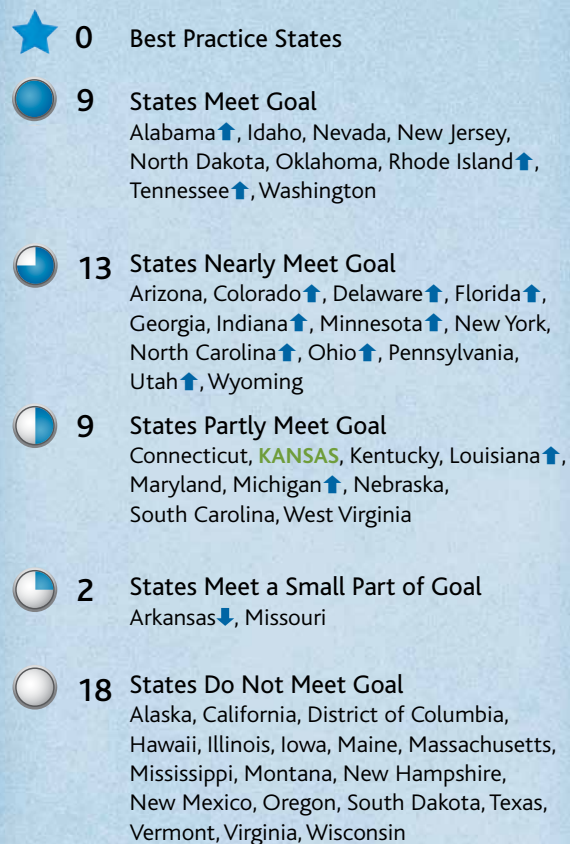 0 Best Practice States
9 States Meet Goal
Alabama⬆, Idaho, Nevada, New Jersey,
North Dakota, Oklahoma, Rhode Island⬆,
Tennessee⬆, Washington
13 States Nearly Meet Goal
Arizona, Colorado⬆, Delaware⬆, Florida⬆,
Georgia, Indiana⬆, Minnesota⬆, New York,
North Carolina⬆, Ohio⬆, Pennsylvania,
Utah⬆, Wyoming
9 States Partly Meet Goal
Connecticut, KANSAS, Kentucky, Louisiana⬆,
Maryland, Michigan⬆, Nebraska,
South Carolina, West Virginia
2 States Meet a Small Part of Goal
Arkansas⬇, Missouri
18 States Do Not Meet Goal
Alaska, California, District of Columbia,
Hawaii, Illinois, Iowa, Maine, Massachusetts,
Mississippi, Montana, New Hampshire,
New Mexico, Oregon, South Dakota, Texas,
Vermont, Virginia, Wisconsin